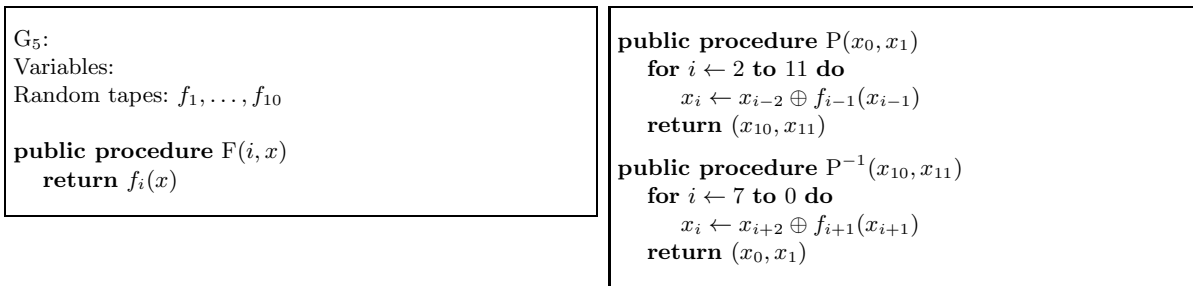 G₅:
Variables:
Random tapes: f₁, . . . , f₁₀
public procedure F(i, x)
return fᵢ(x)
public procedure P(x₀, x₁)
for i ← 2 to 11 do
xᵢ ← xᵢ₋₂ ⊕ fᵢ₋₁(xᵢ₋₁)
return (x₁₀, x₁₁)
public procedure P⁻¹(x₁₀, x₁₁)
for i ← 7 to 0 do
xᵢ ← xᵢ₊₂ ⊕ fᵢ₊₁(xᵢ₊₁)
return (x₀, x₁)